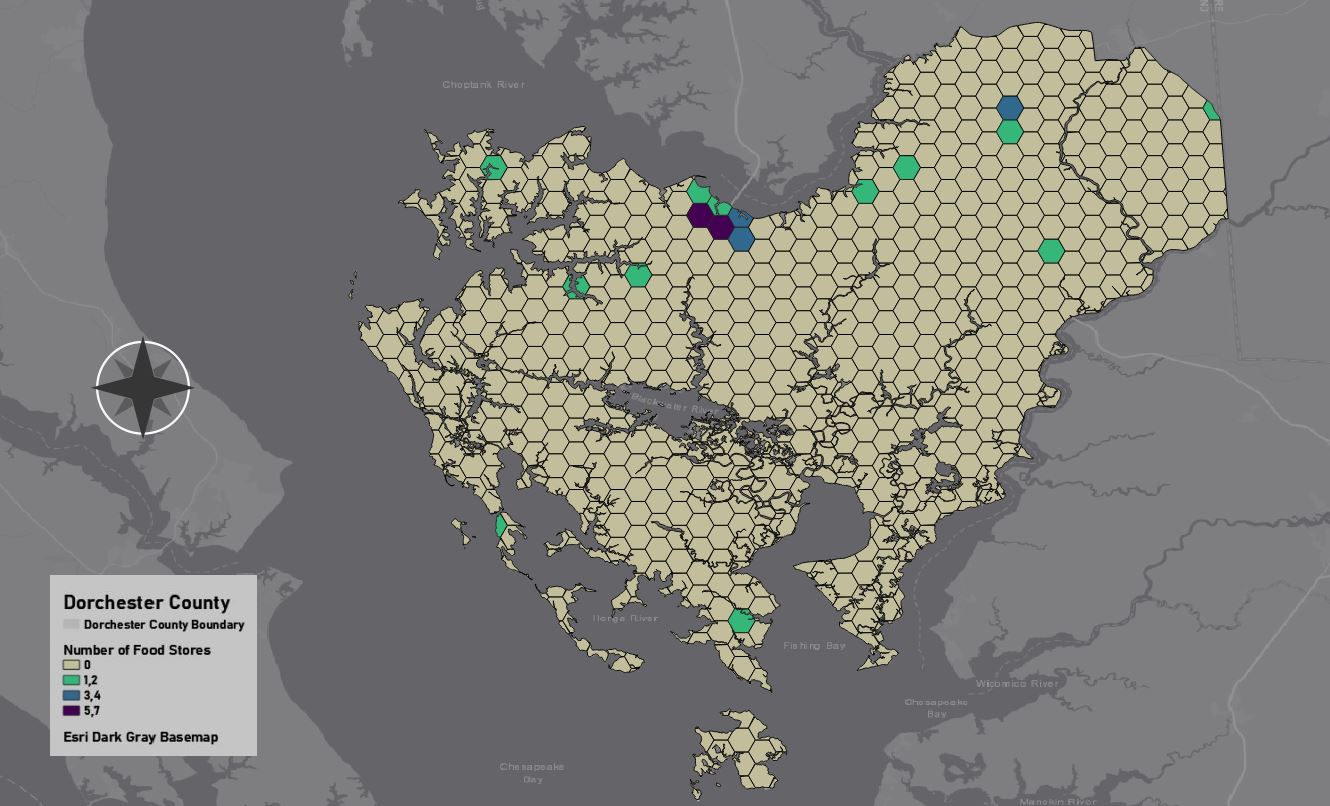 Choptank River
Blackwater River
Honga River
Fishing Bay
Wicomico River
Chesapeake
Bay
Chesapeake
Bay
Manokin River
Dorchester County
Dorchester County Boundary
Number of Food Stores
0
1,2
3,4
5,7
Esri Dark Gray Basemap